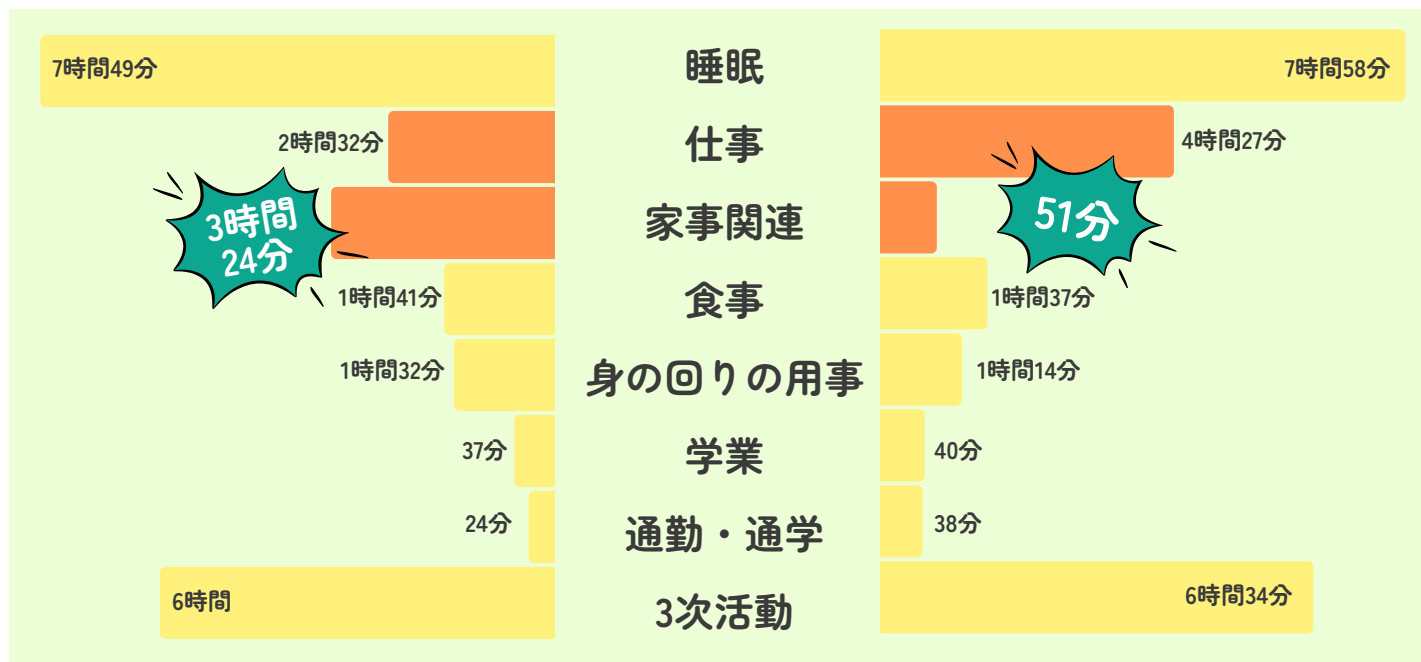 7時間49分
睡眠
7時間58分
2時間32分
仕事
4時間27分
3時間
24分
家事関連
51分
1時間41分
食事
1時間37分
1時間32分
身の回りの用事
1時間14分
37分
学業
40分
24分
通勤・通学
38分
6時間
3次活動
6時間34分